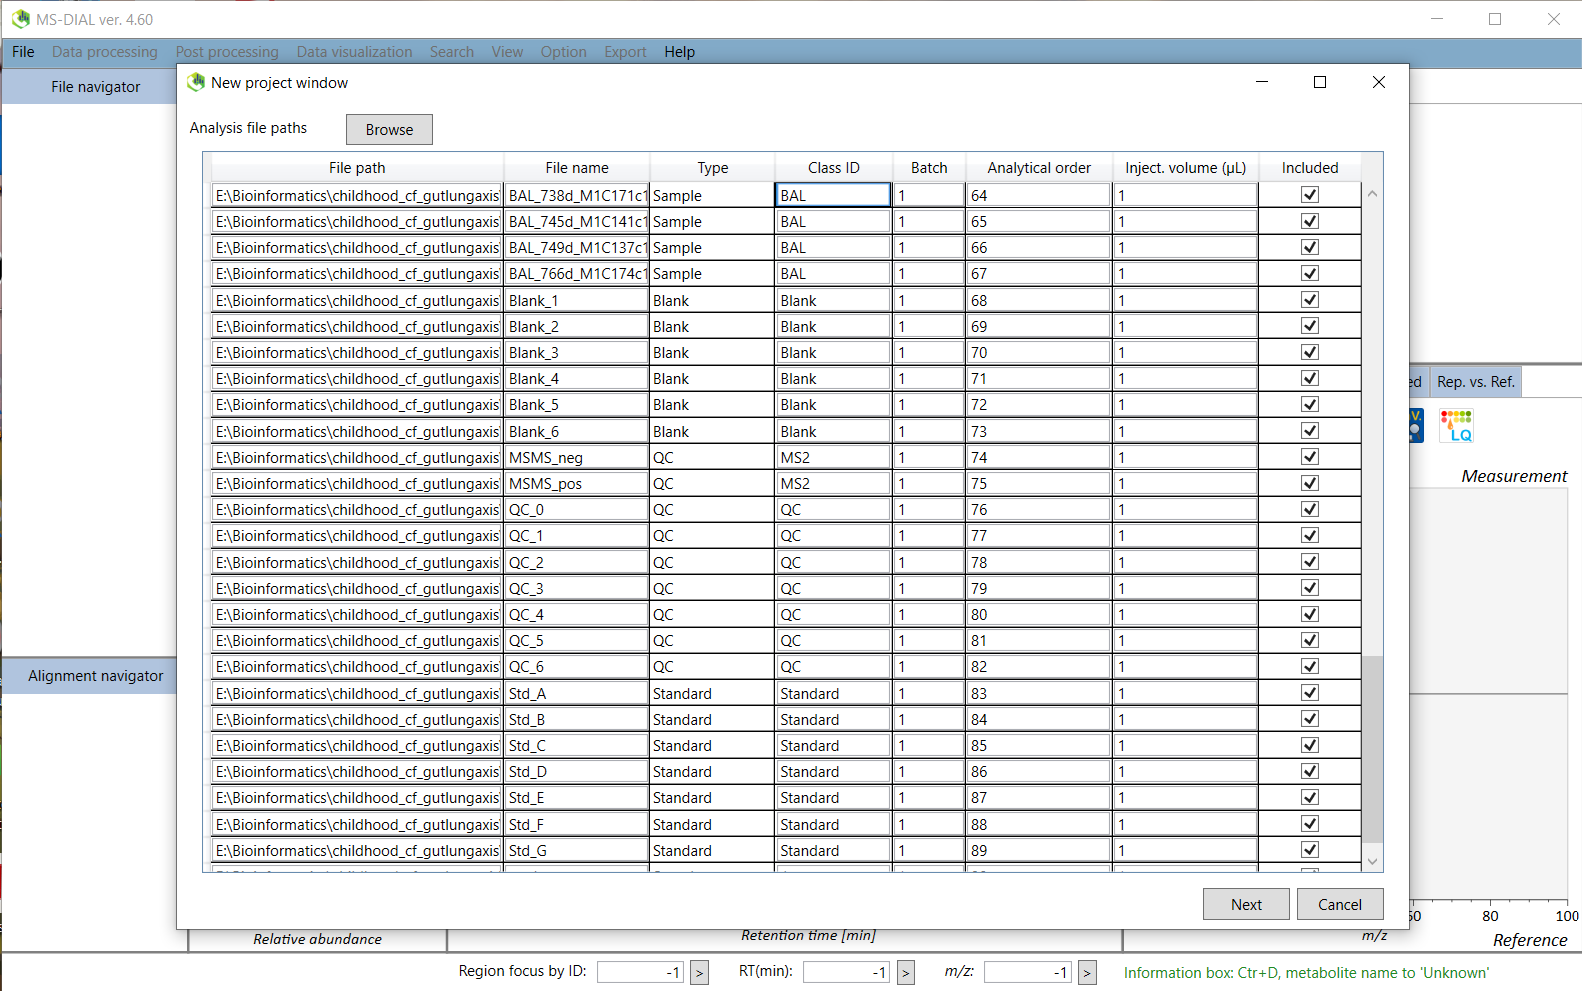 MS-DIAL ver. 4.60
File Data processing Post processing Data visualization Search View Option Export Help
File navigator
New project window
Analysis file paths Browse
File path File name Type Class ID Batch Analytical order Inject. volume (μL) Included
E:\Bioinformatics\childhood_cf_gutlungaxis\ BAL_738d_M1C171c1 Sample BAL 1 64 1
E:\Bioinformatics\childhood_cf_gutlungaxis\ BAL_745d_M1C141c1 Sample BAL 1 65 1
E:\Bioinformatics\childhood_cf_gutlungaxis\ BAL_749d_M1C137c1 Sample BAL 1 66 1
E:\Bioinformatics\childhood_cf_gutlungaxis\ BAL_766d_M1C174c1 Sample BAL 1 67 1
E:\Bioinformatics\childhood_cf_gutlungaxis\ Blank_1 Blank Blank 1 68 1
E:\Bioinformatics\childhood_cf_gutlungaxis\ Blank_2 Blank Blank 1 69 1
E:\Bioinformatics\childhood_cf_gutlungaxis\ Blank_3 Blank Blank 1 70 1
E:\Bioinformatics\childhood_cf_gutlungaxis\ Blank_4 Blank Blank 1 71 1
E:\Bioinformatics\childhood_cf_gutlungaxis\ Blank_5 Blank Blank 1 72 1
E:\Bioinformatics\childhood_cf_gutlungaxis\ Blank_6 Blank Blank 1 73 1
E:\Bioinformatics\childhood_cf_gutlungaxis\ MSMS_neg QC MS2 1 74 1
E:\Bioinformatics\childhood_cf_gutlungaxis\ MSMS_pos QC MS2 1 75 1
E:\Bioinformatics\childhood_cf_gutlungaxis\ QC_0 QC QC 1 76 1
E:\Bioinformatics\childhood_cf_gutlungaxis\ QC_1 QC QC 1 77 1
E:\Bioinformatics\childhood_cf_gutlungaxis\ QC_2 QC QC 1 78 1
E:\Bioinformatics\childhood_cf_gutlungaxis\ QC_3 QC QC 1 79 1
E:\Bioinformatics\childhood_cf_gutlungaxis\ QC_4 QC QC 1 80 1
E:\Bioinformatics\childhood_cf_gutlungaxis\ QC_5 QC QC 1 81 1
E:\Bioinformatics\childhood_cf_gutlungaxis\ QC_6 QC QC 1 82 1
E:\Bioinformatics\childhood_cf_gutlungaxis\ Std_A Standard Standard 1 83 1
E:\Bioinformatics\childhood_cf_gutlungaxis\ Std_B Standard Standard 1 84 1
E:\Bioinformatics\childhood_cf_gutlungaxis\ Std_C Standard Standard 1 85 1
E:\Bioinformatics\childhood_cf_gutlungaxis\ Std_D Standard Standard 1 86 1
E:\Bioinformatics\childhood_cf_gutlungaxis\ Std_E Standard Standard 1 87 1
E:\Bioinformatics\childhood_cf_gutlungaxis\ Std_F Standard Standard 1 88 1
E:\Bioinformatics\childhood_cf_gutlungaxis\ Std_G Standard Standard 1 89 1
Next Cancel
ed Rep. vs. Ref.
V. LQ
Measurement
Alignment navigator
60 80 100
Relative abundance Retention time [min] m/z Reference
Region focus by ID: -1 > RT(min): -1 > m/z: -1 > Information box: Ctr+D, metabolite name to 'Unknown'